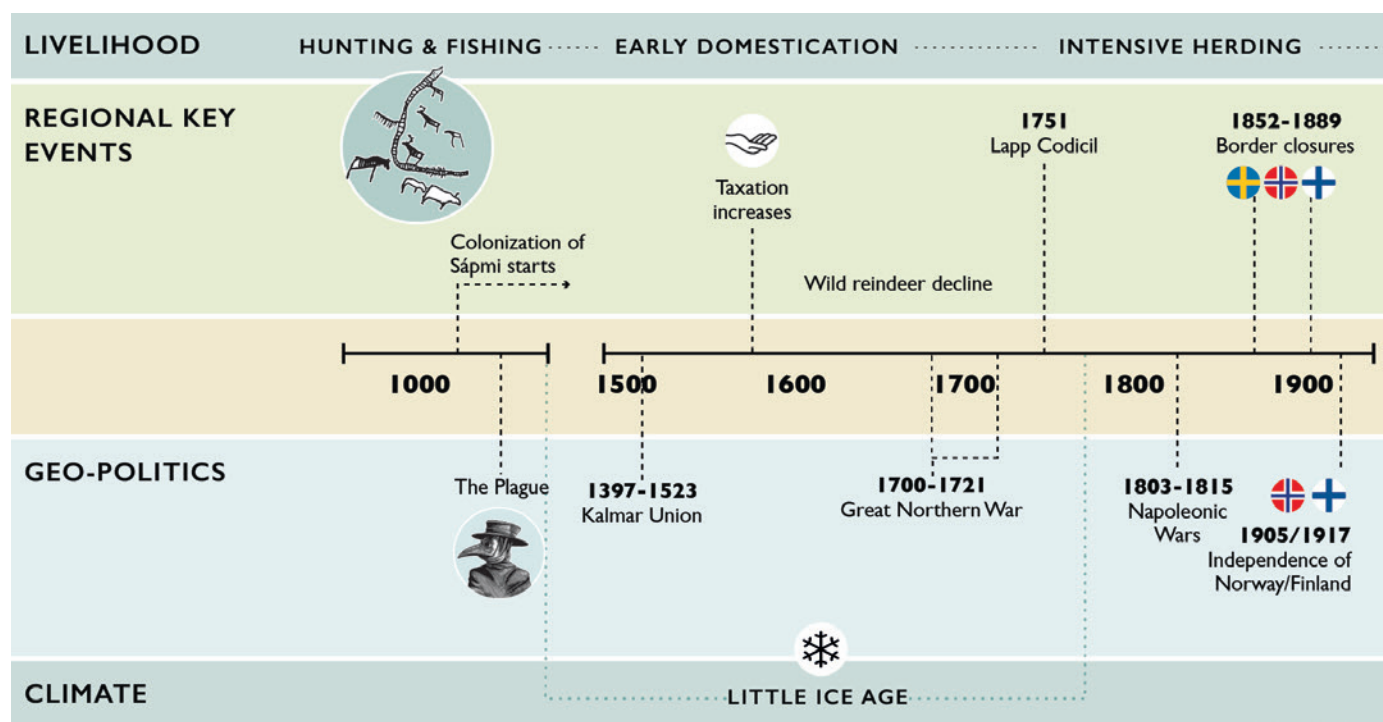 LIVELIHOOD
HUNTING & FISHING
EARLY DOMESTICATION
INTENSIVE HERDING
REGIONAL KEY
EVENTS
Colonization of
Sápmi starts
Taxation
increases
Wild reindeer decline
1751
Lapp Codicil
1852-1889
Border closures
1000
1500
1600
1700
1800
1900
GEO-POLITICS
The Plague
1397-1523
Kalmar Union
1700-1721
Great Northern War
1803-1815
Napoleonic
Wars
1905/1917
Independence of
Norway/Finland
CLIMATE
LITTLE ICE AGE